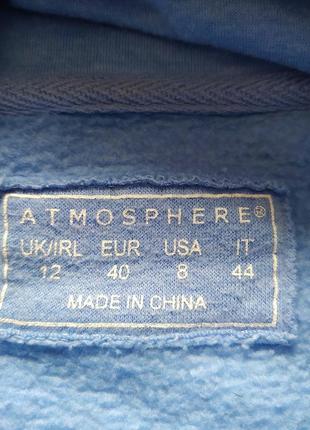 ATMOSPHERE®
UK/IRL EUR USA IT
12 40 8 44
MADE IN CHINA